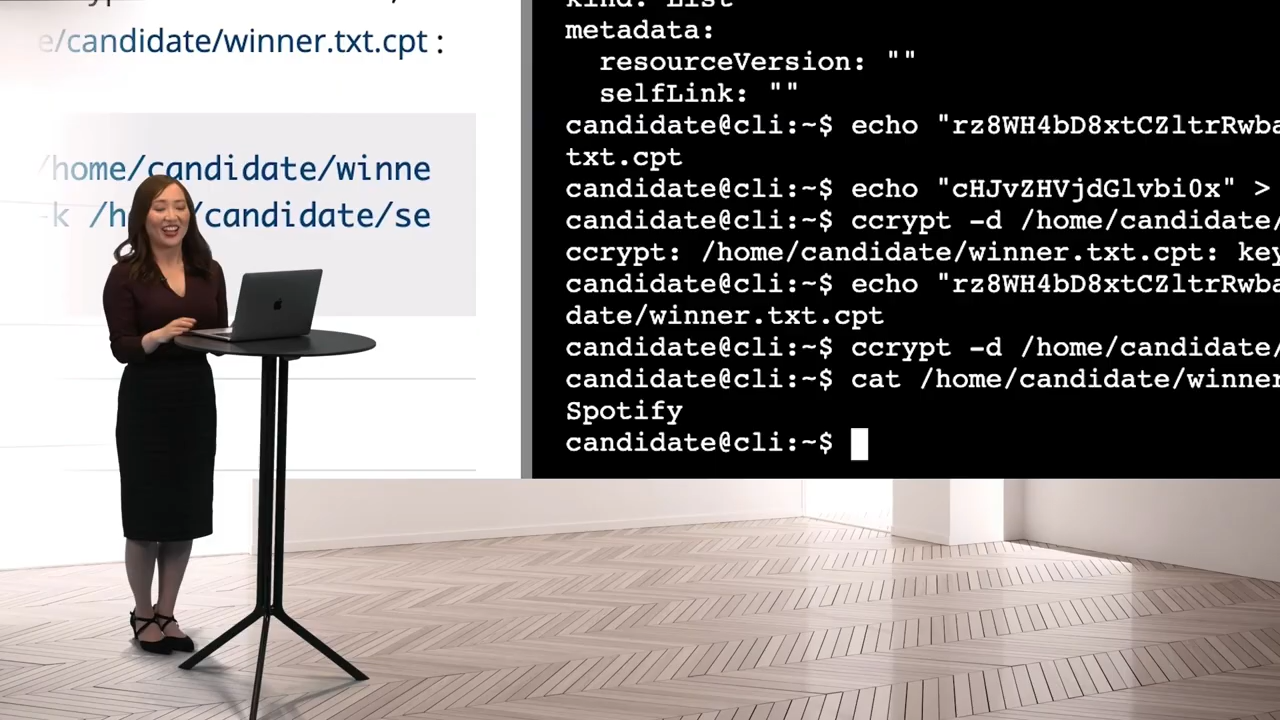 e/candidate/winner.txt.cpt :
/home/candidate/winne
-k /h /candidate/se
kind: List
metadata:
resourceVersion: ""
selfLink: ""
candidate@cli:~$ echo "rz8WH4bD8xtCZltrRwba
txt.cpt
candidate@cli:~$ echo "cHJvZHVjdGlvbi0x" >
candidate@cli:~$ ccrypt -d /home/candidate/
ccrypt: /home/candidate/winner.txt.cpt: key
candidate@cli:~$ echo "rz8WH4bD8xtCZltrRwba
date/winner.txt.cpt
candidate@cli:~$ ccrypt -d /home/candidate/
candidate@cli:~$ cat /home/candidate/winner
Spotify
candidate@cli:~$